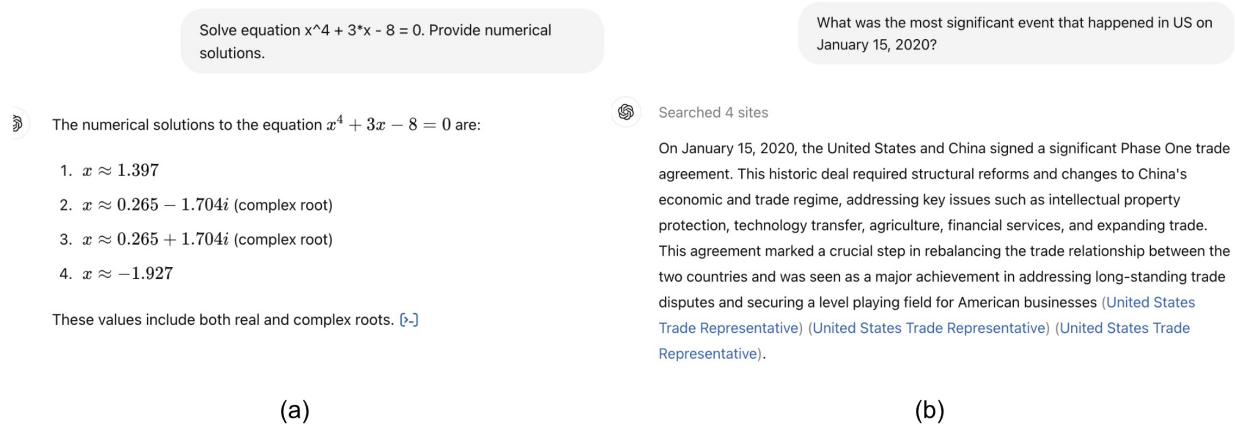 Solve equation x^4 + 3*x - 8 = 0. Provide numerical
solutions.
The numerical solutions to the equation x⁴ + 3x − 8 = 0 are:
1. x ≈ 1.397
2. x ≈ 0.265 − 1.704i (complex root)
3. x ≈ 0.265 + 1.704i (complex root)
4. x ≈ −1.927
These values include both real and complex roots. [>-]
(a)
What was the most significant event that happened in US on
January 15, 2020?
Searched 4 sites
On January 15, 2020, the United States and China signed a significant Phase One trade
agreement. This historic deal required structural reforms and changes to China's
economic and trade regime, addressing key issues such as intellectual property
protection, technology transfer, agriculture, financial services, and expanding trade.
This agreement marked a crucial step in rebalancing the trade relationship between the
two countries and was seen as a major achievement in addressing long-standing trade
disputes and securing a level playing field for American businesses (United States
Trade Representative) (United States Trade Representative) (United States Trade
Representative).
(b)